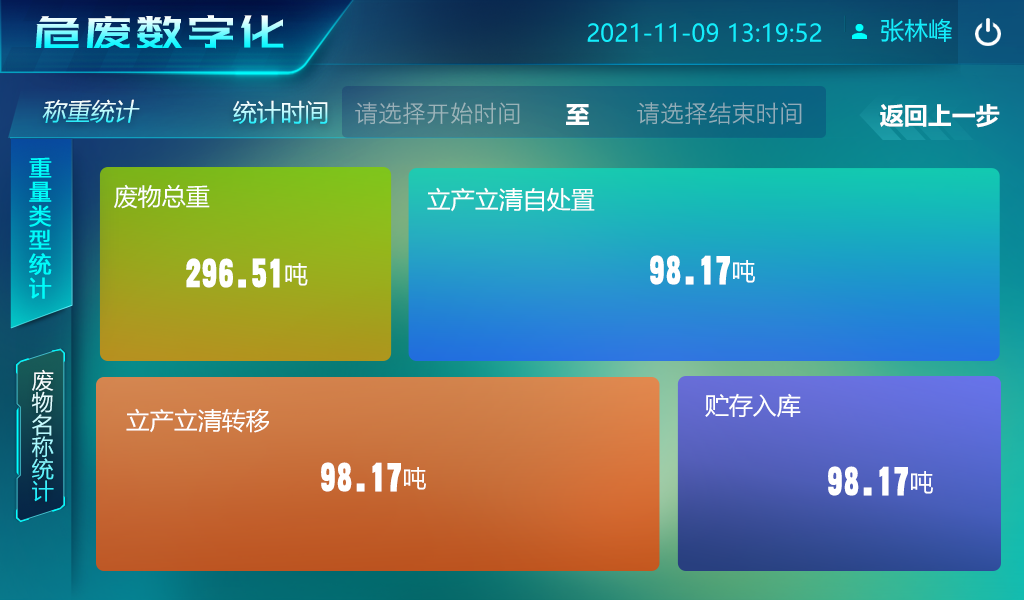 危废数字化
2021-11-09 13:19:52 张林峰
称重统计 统计时间 请选择开始时间 至 请选择结束时间 返回上一步
重量类型统计
废物名称统计
废物总重
296.51吨
立产立清自处置
98.17吨
立产立清转移
98.17吨
贮存入库
98.17吨